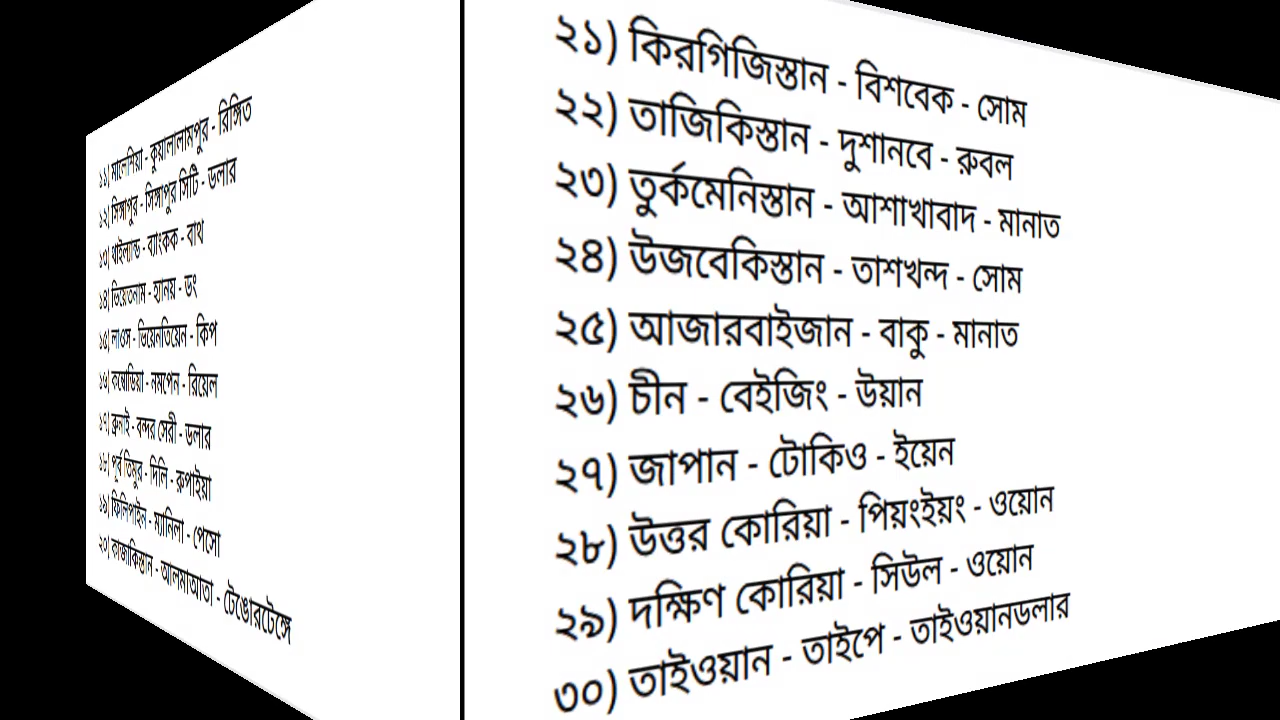 ১১) মালেশিয়া - কুয়ালালামপুর - রিঙ্গিত
১২) সিঙ্গাপুর - সিঙ্গাপুর সিটি - ডলার
১৩) থাইল্যান্ড - ব্যাংকক - বাথ
১৪) ভিয়েতনাম - হ্যানয় - ডং
১৫) লাওস - ভিয়েনতিয়েন - কিপ
১৬) কম্বোডিয়া - নমপেন - রিয়েল
১৭) ব্রুনাই - বন্দর সেরী - ডলার
১৮) পূর্ব তিমুর - দিলি - রুপাইয়া
১৯) ফিলিপাইন - ম্যানিলা - পেসো
২০) কাজাকিস্তান - আলমাআতা - টেঙোরটেঙ্গে
২১) কিরগিজিস্তান - বিশবেক - সোম
২২) তাজিকিস্তান - দুশানবে - রুবল
২৩) তুর্কমেনিস্তান - আশাখাবাদ - মানাত
২৪) উজবেকিস্তান - তাশখন্দ - সোম
২৫) আজারবাইজান - বাকু - মানাত
২৬) চীন - বেইজিং - উয়ান
২৭) জাপান - টোকিও - ইয়েন
২৮) উত্তর কোরিয়া - পিয়ংইয়ং - ওয়োন
২৯) দক্ষিণ কোরিয়া - সিউল - ওয়োন
৩০) তাইওয়ান - তাইপে - তাইওয়ানডলার